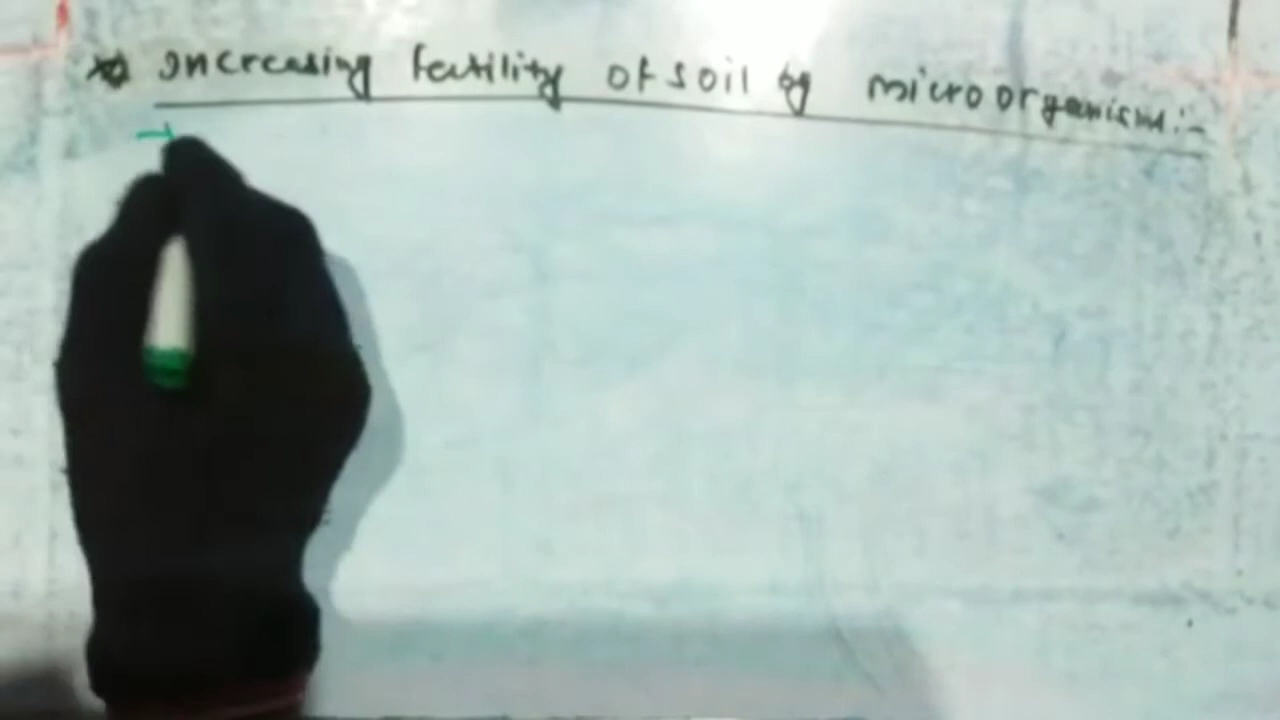 * Increasing fertility of soil by microorganism:-
→